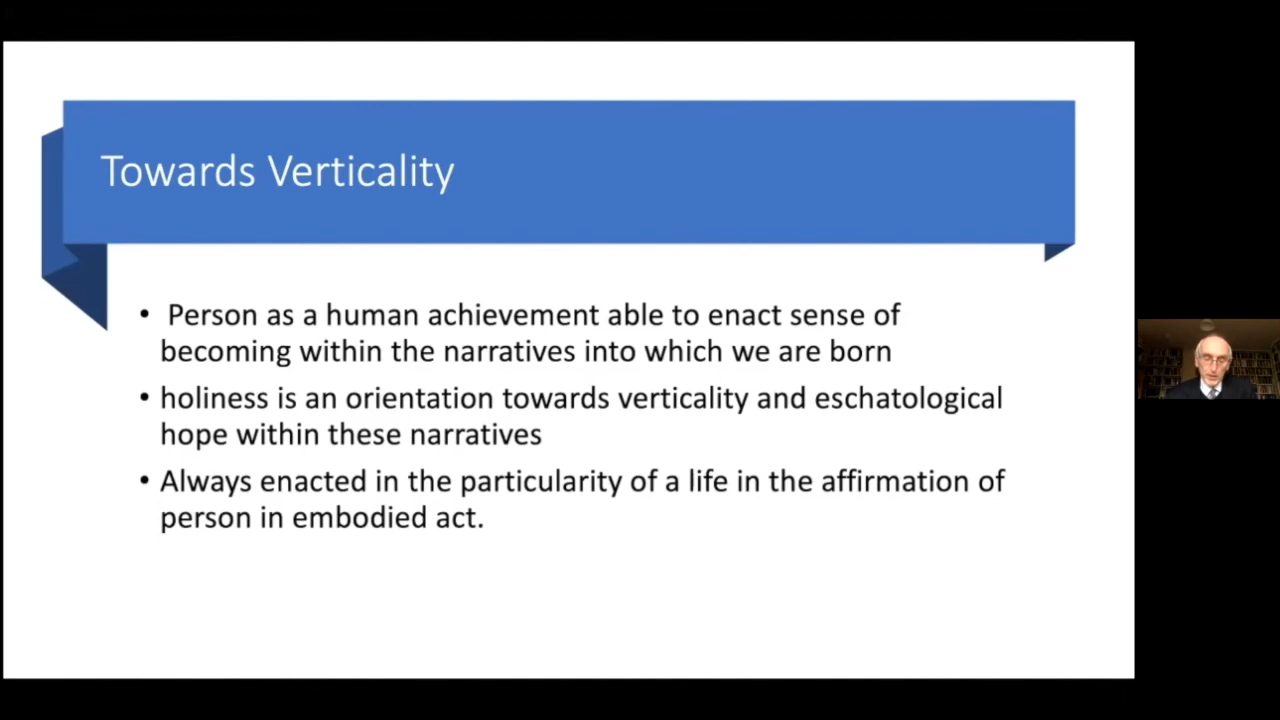 Towards Verticality
• Person as a human achievement able to enact sense of
becoming within the narratives into which we are born
• holiness is an orientation towards verticality and eschatological
hope within these narratives
• Always enacted in the particularity of a life in the affirmation of
person in embodied act.